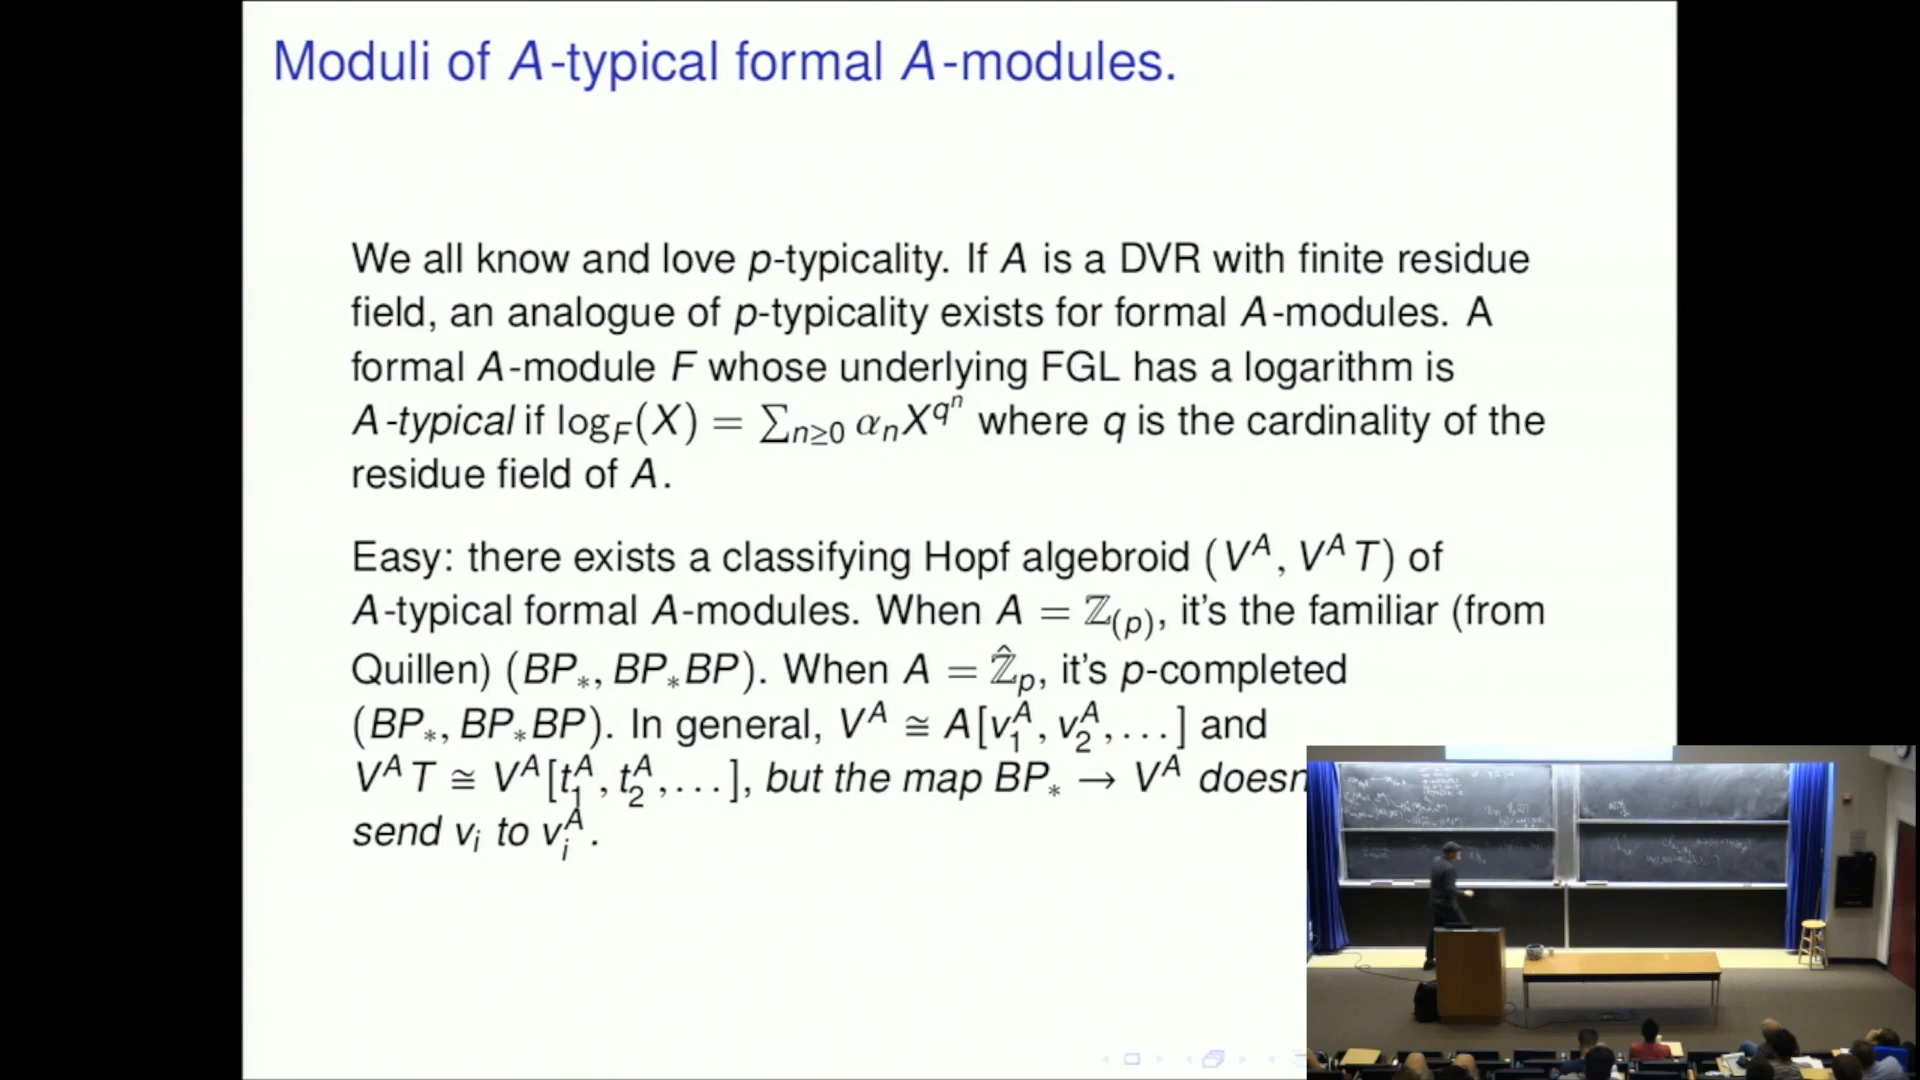 Moduli of A-typical formal A-modules.
We all know and love p-typicality. If A is a DVR with finite residue
field, an analogue of p-typicality exists for formal A-modules. A
formal A-module F whose underlying FGL has a logarithm is
A-typical if log_F(X) = ∑_{n≥0} α_n X^{q^n} where q is the cardinality of the
residue field of A.
Easy: there exists a classifying Hopf algebroid (V^A, V^A T) of
A-typical formal A-modules. When A = ℤ_{(p)}, it's the familiar (from
Quillen) (BP_*, BP_*BP). When A = \hat{ℤ}_p, it's p-completed
(BP_*, BP_*BP). In general, V^A ≅ A[v_1^A, v_2^A, ...] and
V^A T ≅ V^A[t_1^A, t_2^A, ...], but the map BP_* → V^A doesn
send v_i to v_i^A.